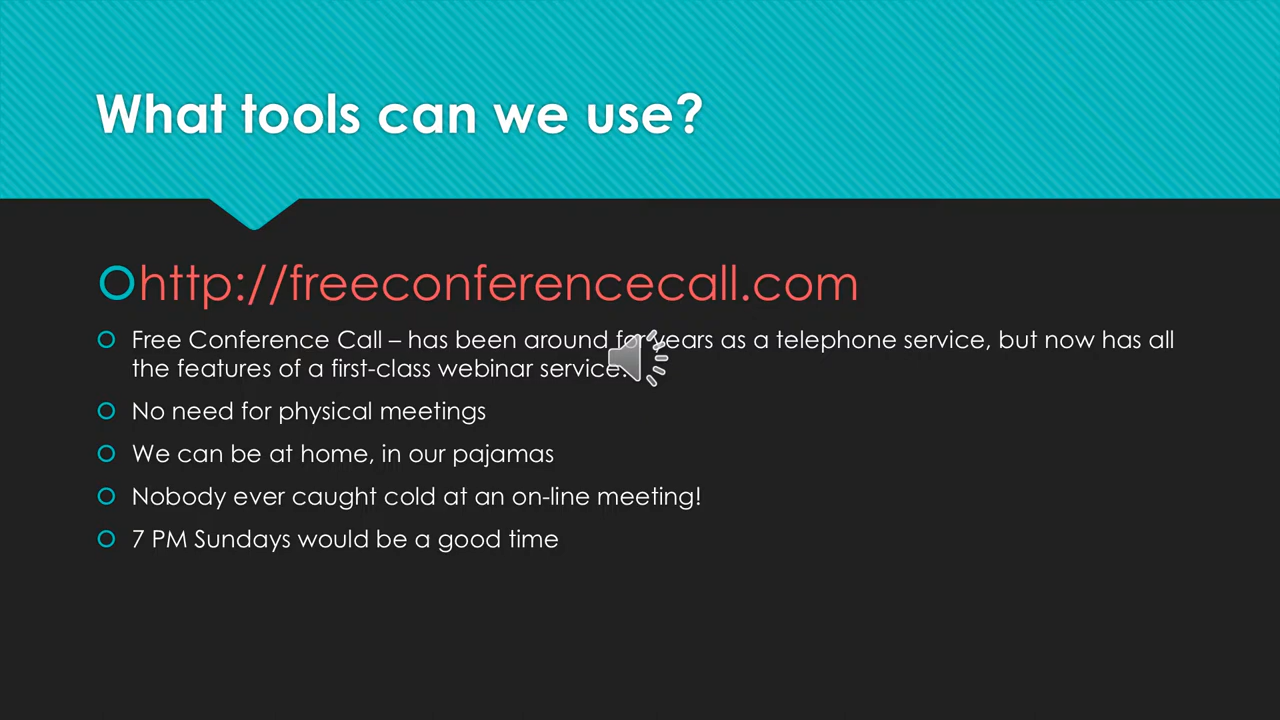 What tools can we use?
http://freeconferencecall.com
Free Conference Call – has been around for years as a telephone service, but now has all
the features of a first-class webinar service.
No need for physical meetings
We can be at home, in our pajamas
Nobody ever caught cold at an on-line meeting!
7 PM Sundays would be a good time